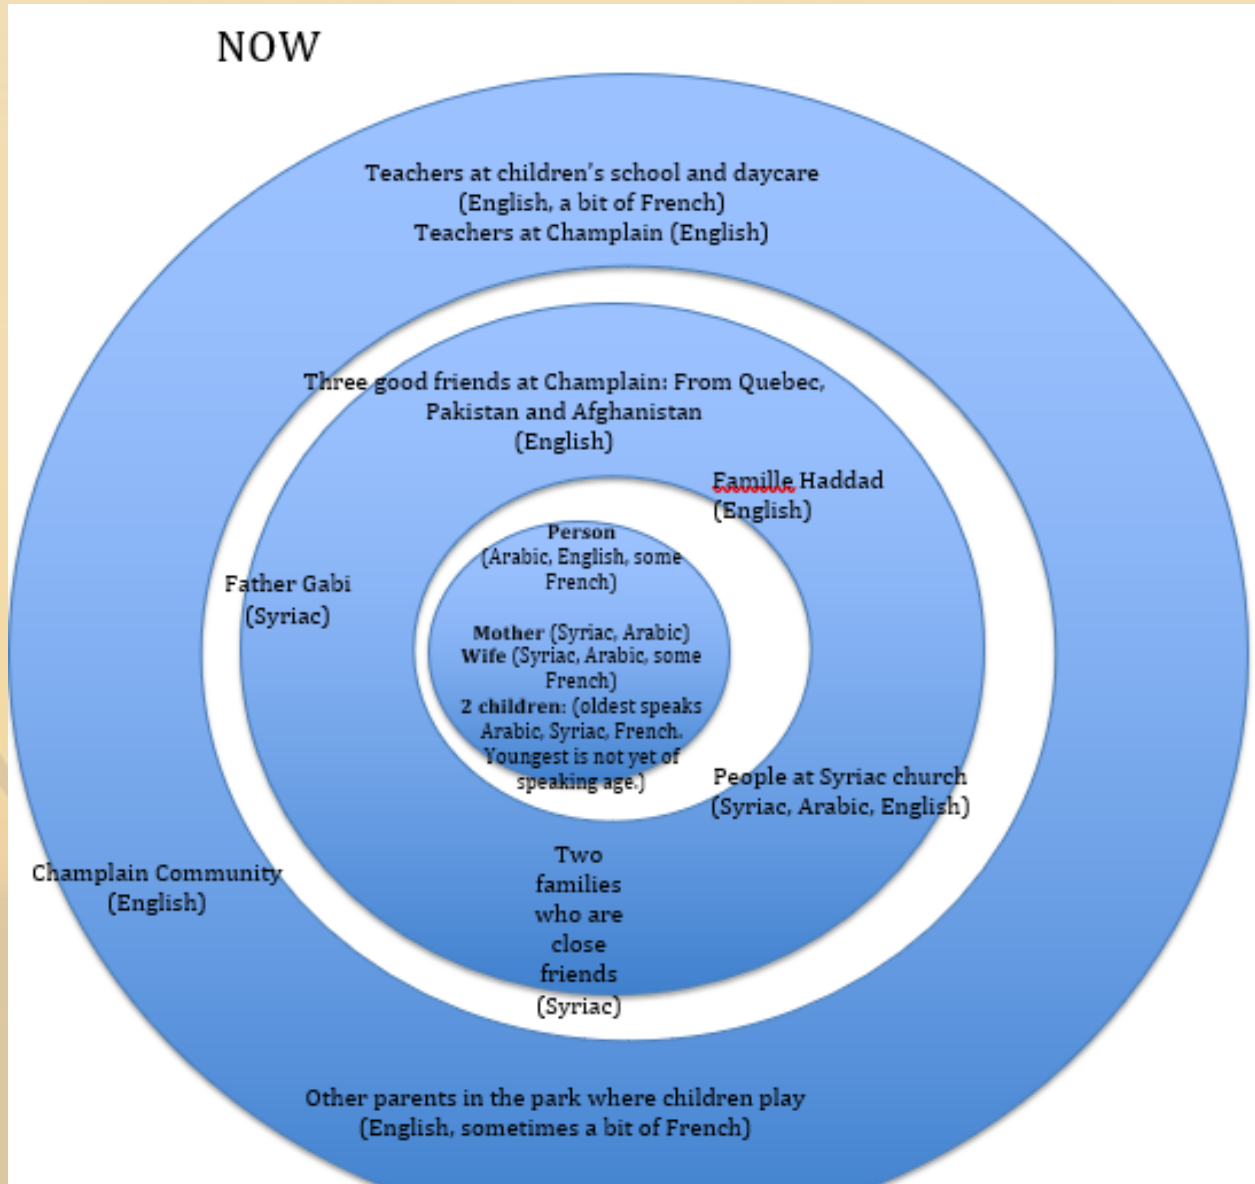 NOW
Teachers at children's school and daycare
(English, a bit of French)
Teachers at Champlain (English)
Three good friends at Champlain: From Quebec,
Pakistan and Afghanistan
(English)
Famille Haddad
(English)
Person
(Arabic, English, some
French)
Father Gabi
(Syriac)
Mother (Syriac, Arabic)
Wife (Syriac, Arabic, some
French)
2 children: (oldest speaks
Arabic, Syriac, French.
Youngest is not yet of
speaking age.)
People at Syriac church
(Syriac, Arabic, English)
Two
families
who are
close
friends
(Syriac)
Champlain Community
(English)
Other parents in the park where children play
(English, sometimes a bit of French)